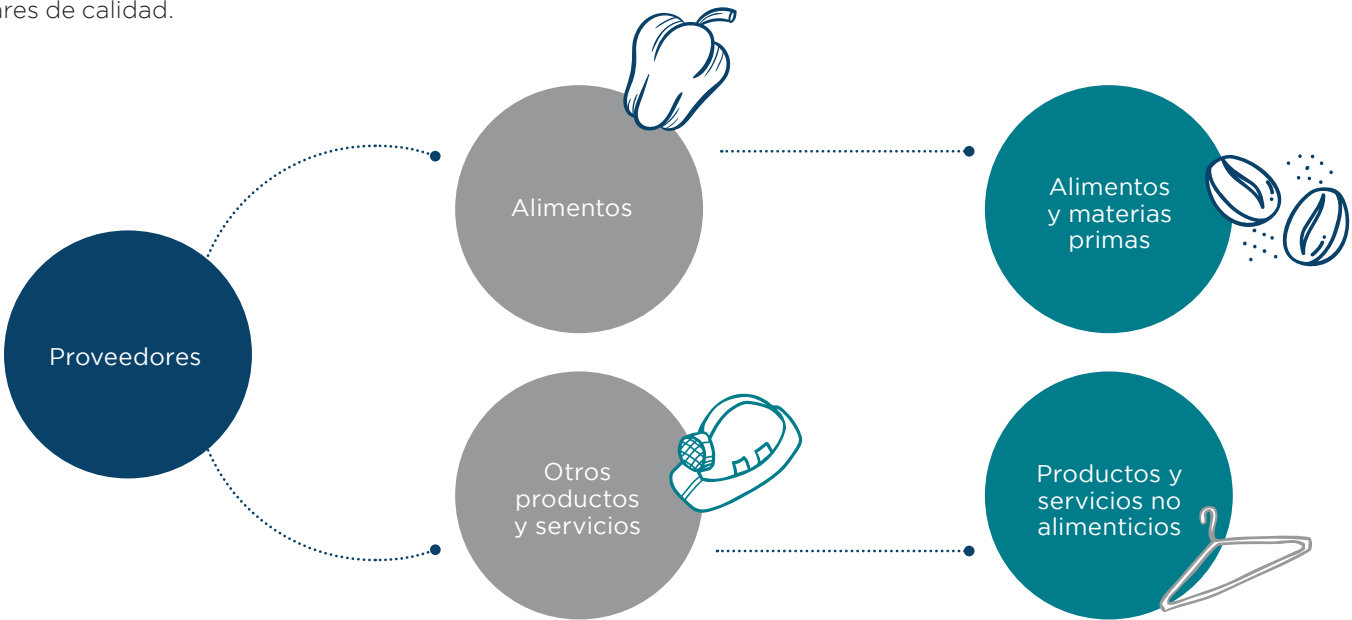 ares de calidad.
Proveedores
Alimentos
Alimentos
y materias
primas
Otros
productos
y servicios
Productos y
servicios no
alimenticios